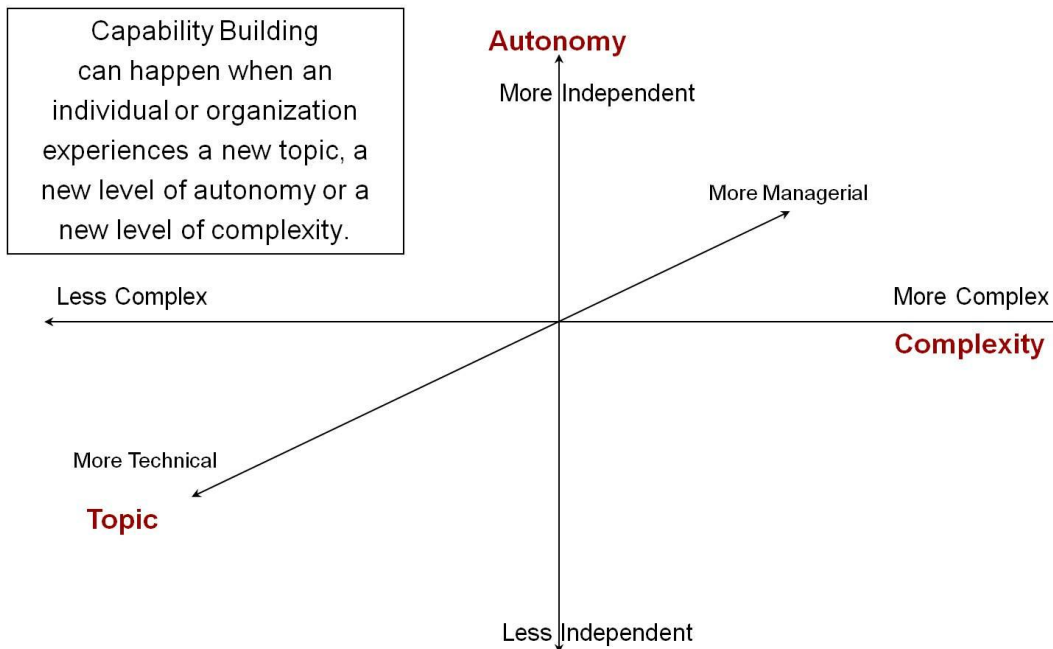 Capability Building
can happen when an
individual or organization
experiences a new topic, a
new level of autonomy or a
new level of complexity.
Autonomy
More Independent
More Managerial
Less Complex
More Complex
Complexity
More Technical
Topic
Less Independent